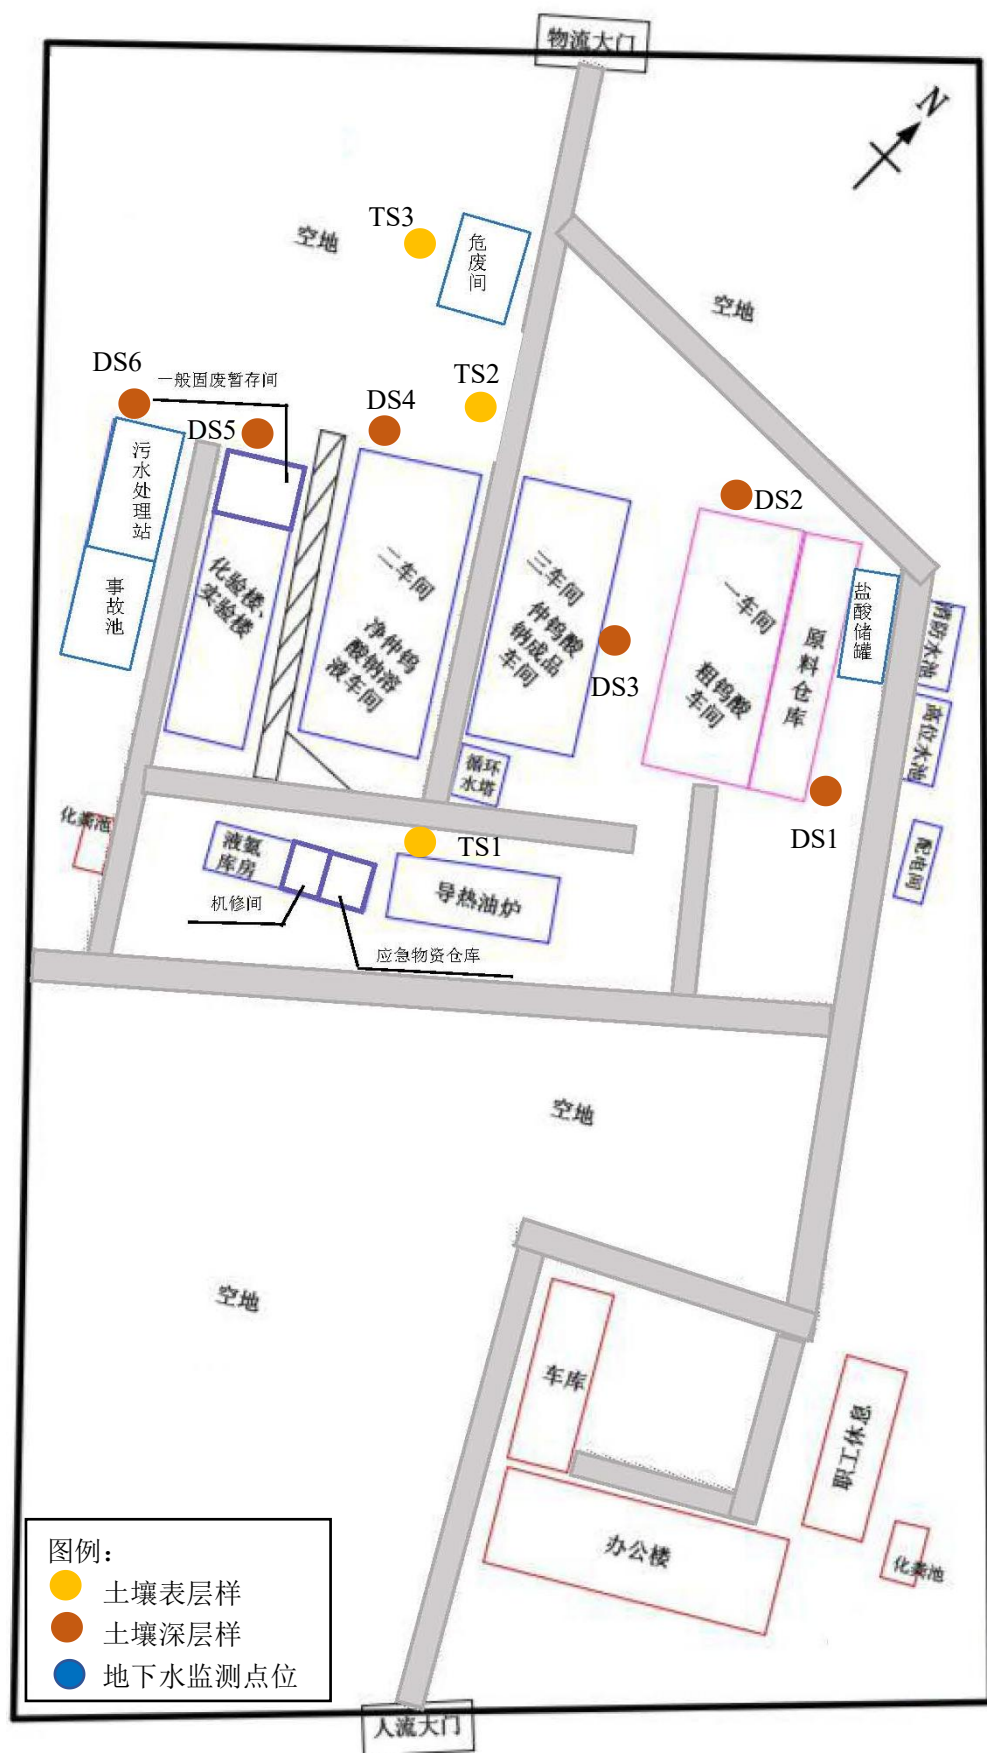 物流大门
N
TS3
空地
危
废
间
空地
DS6
一般固废暂存间
TS2
DS4
DS5
污
水
处
理
站
DS2
二车间
三车间
一车间
化验楼、
实验楼
事
故
池
净仲钨
酸钠溶
液车间
仲钨酸
钠成品
车间
DS3
粗钨酸
车间
原
料
仓
库
盐
酸
储
罐
消防水池
高位水池
循环
水塔
化粪池
液氨
库房
TS1
DS1
配电间
导热油炉
机修间
应急物资仓库
空地
空地
车库
职工休息
办公楼
化粪池
图例：
土壤表层样
土壤深层样
地下水监测点位
人流大门